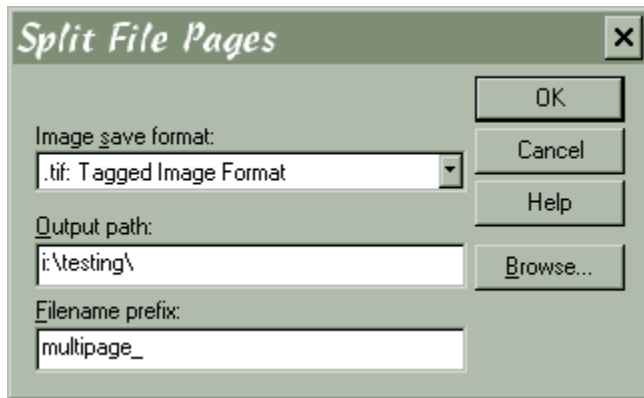 Split File Pages
OK
Image save format:
Cancel
.tif: Tagged Image Format
Help
Output path:
i:\testing\
Browse...
Filename prefix:
multipage_